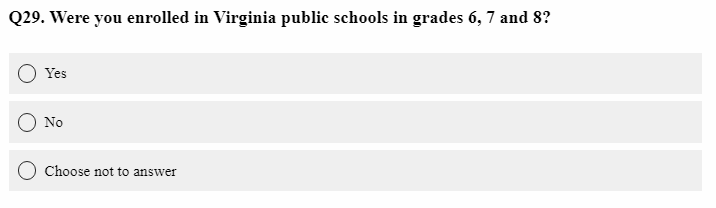 Q29. Were you enrolled in Virginia public schools in grades 6, 7 and 8?
Yes
No
Choose not to answer